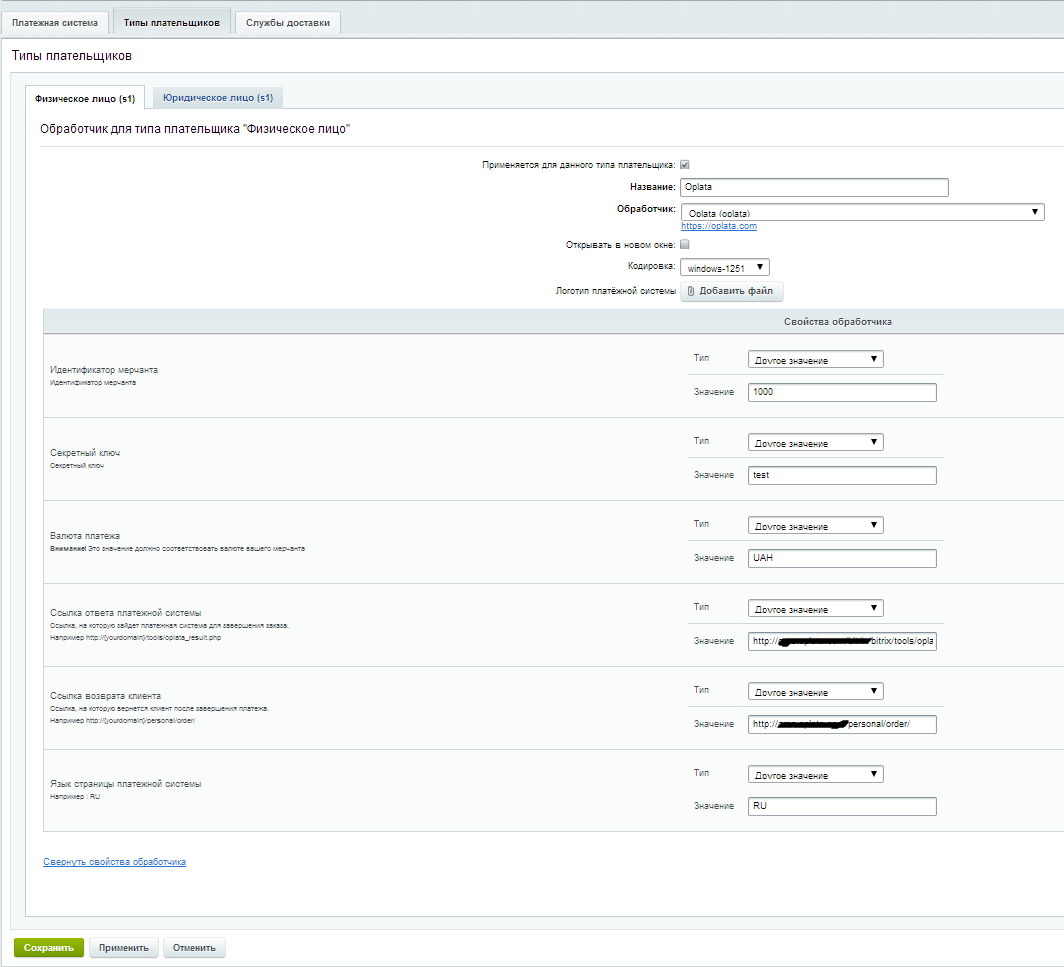 Платежная система
Типы плательщиков
Службы доставки
Типы плательщиков
Физическое лицо (s1)
Юридическое лицо (s1)
Обработчик для типа плательщика "Физическое лицо"
Применяется для данного типа плательщика:
Название: Oplata
Обработчик: Oplata (oplata)
https://oplata.com
Открывать в новом окне:
Кодировка: windows-1251
Логотип платёжной системы Добавить файл
Свойства обработчика
Идентификатор мерчанта
Идентификатор мерчанта
Тип Другое значение
Значение 1000
Секретный ключ
Секретный ключ
Тип Другое значение
Значение test
Валюта платежа
Внимание! Это значение должно соответствовать валюте вашего мерчанта
Тип Другое значение
Значение UAH
Ссылка ответа платежной системы
Ссылка, на которую зайдет платежная система для завершения заказа.
Например http://{yourdomain}/tools/oplata_result.php
Тип Другое значение
Значение http:// bitrix/tools/opla
Ссылка возврата клиента
Ссылка, на которую вернется клиент после завершения платежа.
Например http://{yourdomain}/personal/order/
Тип Другое значение
Значение http:// personal/order/
Язык страницы платежной системы
Например : RU
Тип Другое значение
Значение RU
Свернуть свойства обработчика
Сохранить
Применить
Отменить